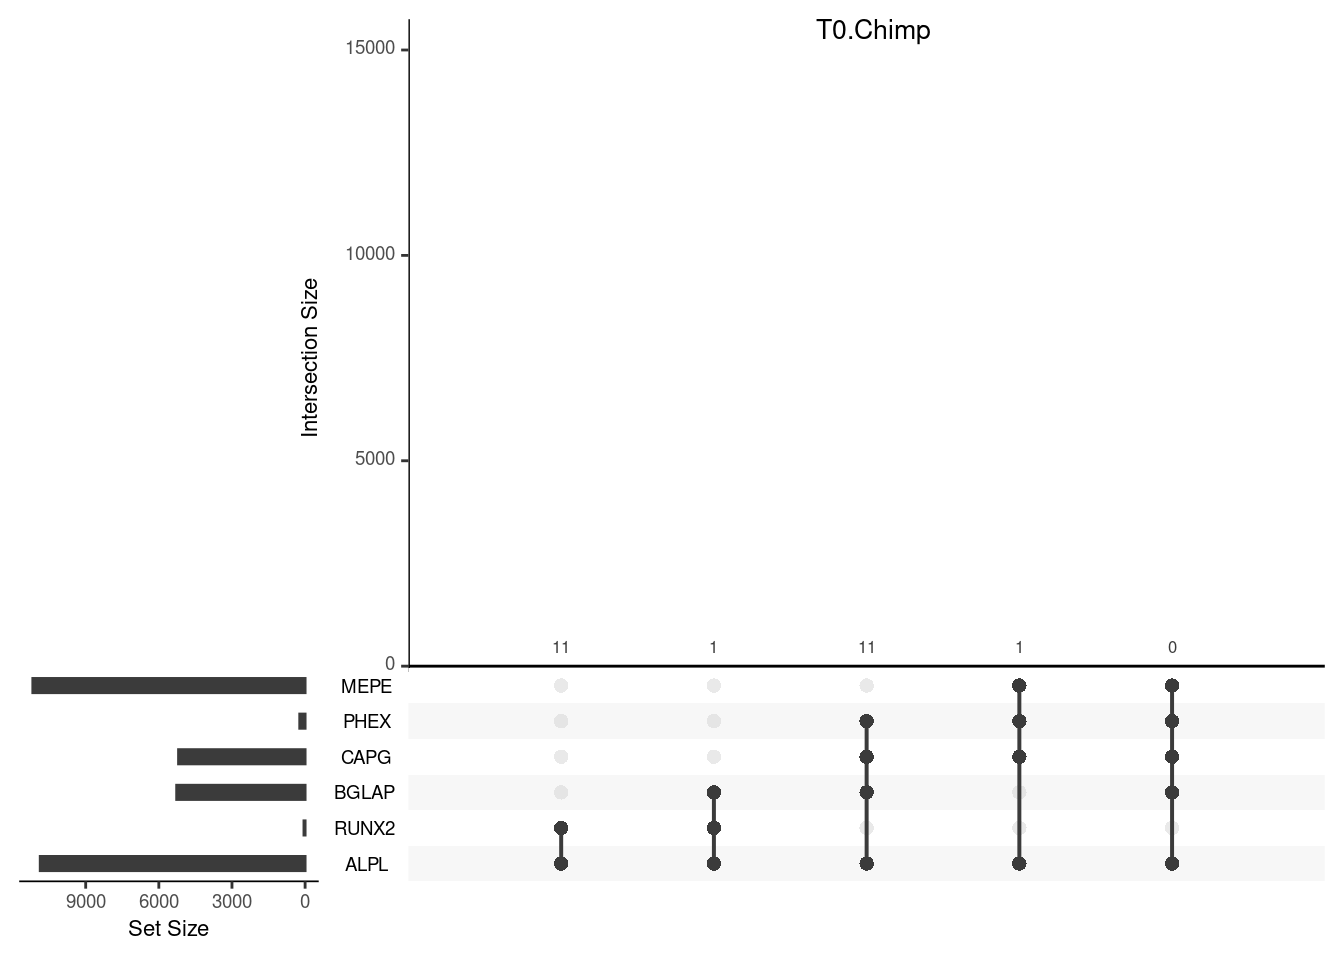 T0.Chimp
15000
10000
5000
0
Intersection Size
11 1 11 1 0
MEPE
PHEX
CAPG
BGLAP
RUNX2
ALPL
9000 6000 3000 0
Set Size